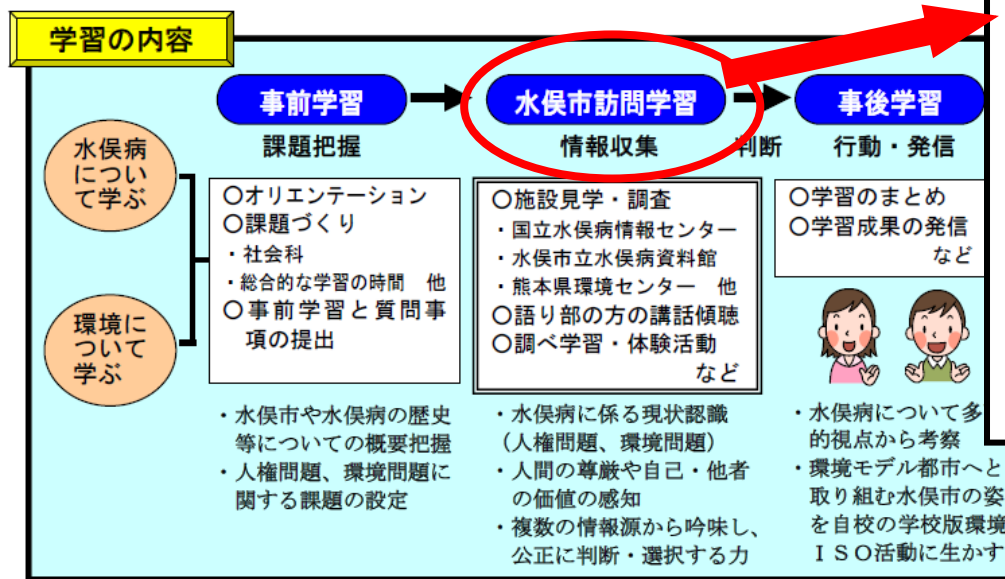 学習の内容
事前学習
水俣市訪問学習
事後学習
課題把握
情報収集
判断
行動・発信
水俣病
につい
て学ぶ
環境に
ついて
学ぶ
〇オリエンテーション
〇課題づくり
・社会科
・総合的な学習の時間　他
〇事前学習と質問事
項の提出
〇施設見学・調査
・国立水俣病情報センター
・水俣市立水俣病資料館
・熊本県環境センター　他
〇語り部の方の講話傾聴
〇調べ学習・体験活動
など
〇学習のまとめ
〇学習成果の発信
など
・水俣市や水俣病の歴史
等についての概要把握
・人権問題、環境問題に
関する課題の設定
・水俣病に係る現状認識
（人権問題、環境問題）
・人間の尊厳や自己・他者
の価値の感知
・複数の情報源から吟味し、
公正に判断・選択する力
・水俣病について多
的視点から考察
・環境モデル都市へと
取り組む水俣市の姿
を自校の学校版環境
ＩＳＯ活動に生かす